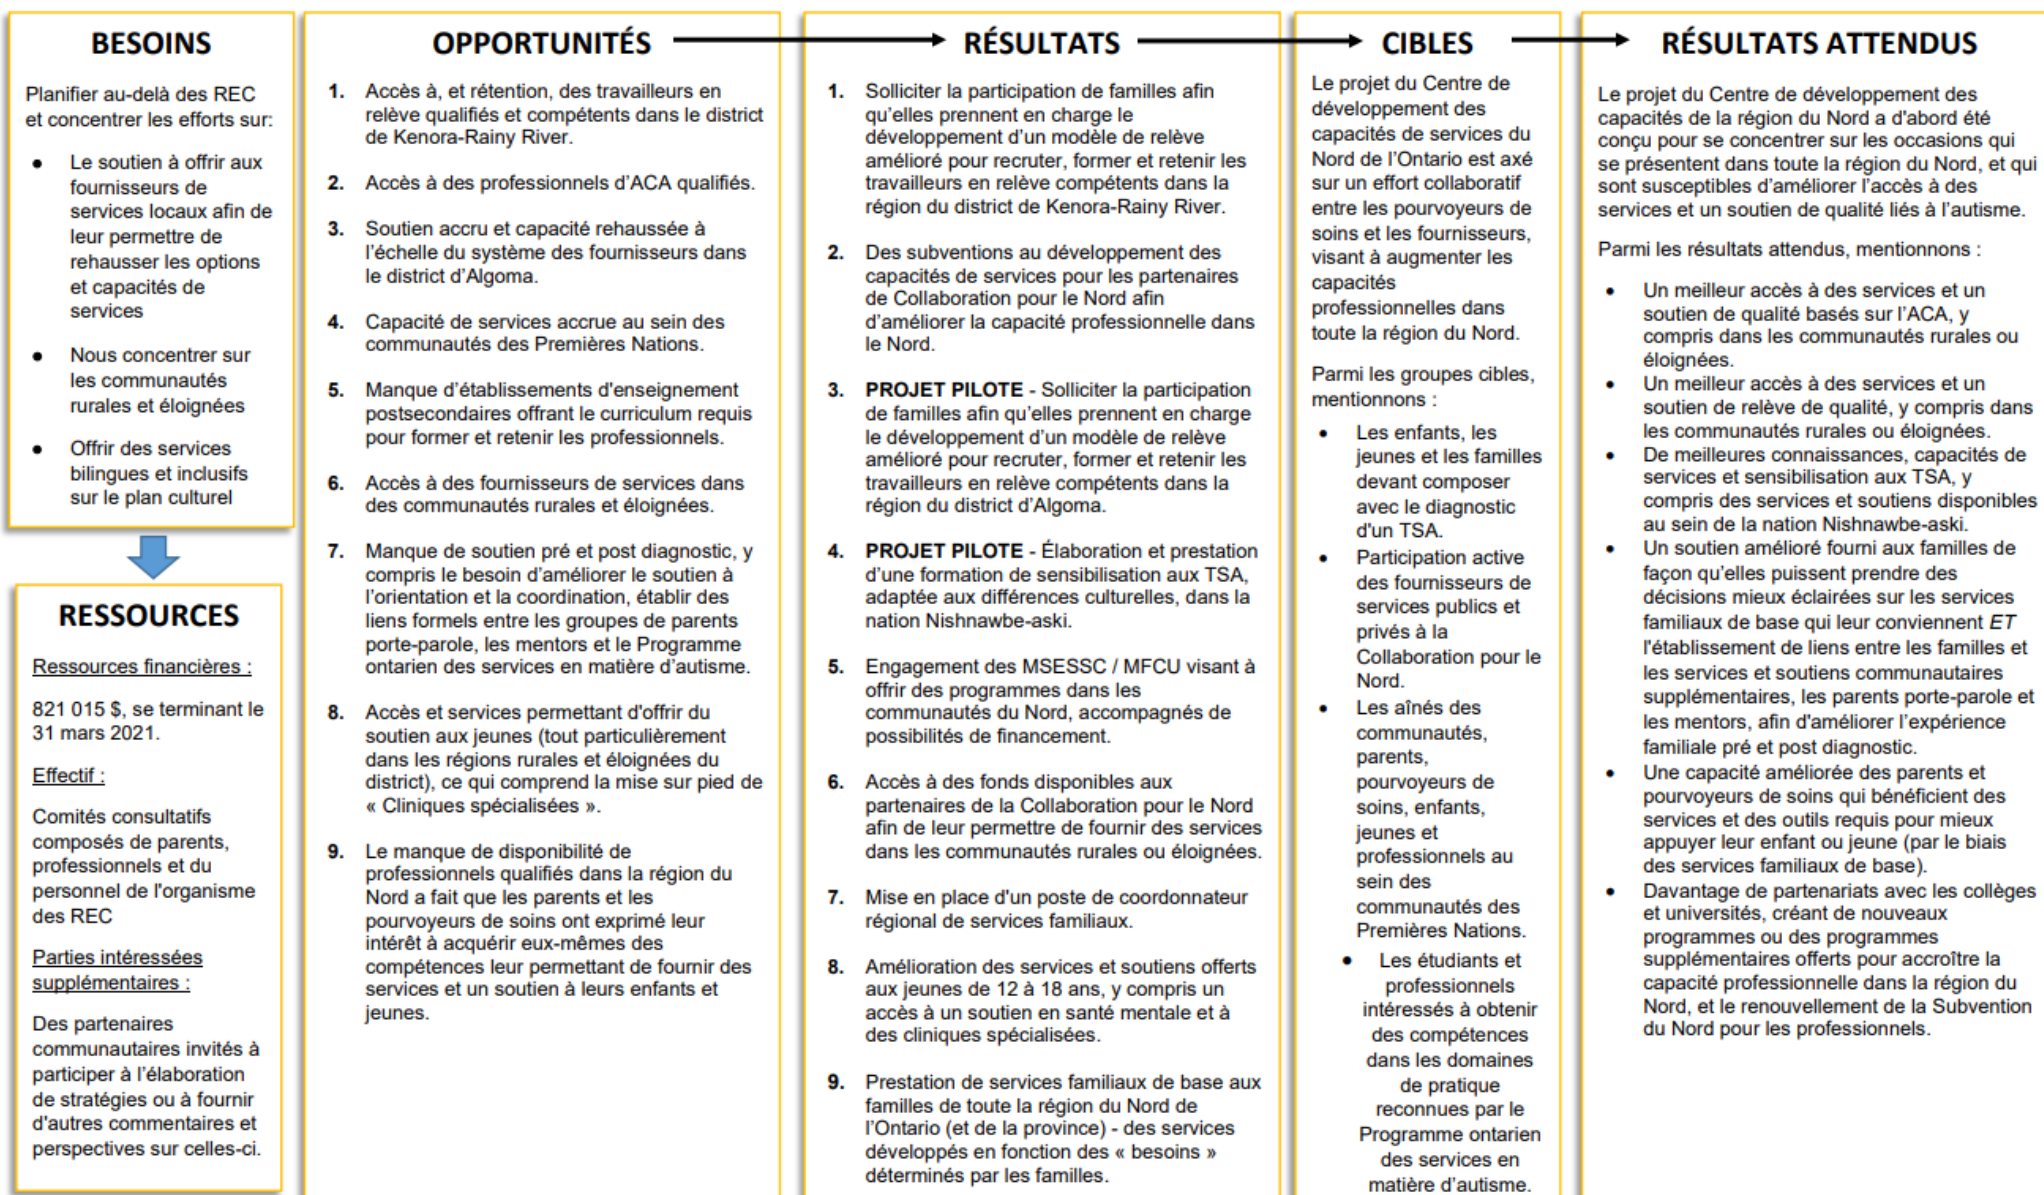 BESOINS
Planifier au-delà des REC
et concentrer les efforts sur:
● Le soutien à offrir aux
fournisseurs de
services locaux afin de
leur permettre de
rehausser les options
et capacités de
services
● Nous concentrer sur
les communautés
rurales et éloignées
● Offrir des services
bilingues et inclusifs
sur le plan culturel
RESSOURCES
Ressources financières :
821 015 $, se terminant le
31 mars 2021.
Effectif :
Comités consultatifs
composés de parents,
professionnels et du
personnel de l'organisme
des REC
Parties intéressées
supplémentaires :
Des partenaires
communautaires invités à
participer à l'élaboration
de stratégies ou à fournir
d'autres commentaires et
perspectives sur celles-ci.
OPPORTUNITÉS
1. Accès à, et rétention, des travailleurs en
relève qualifiés et compétents dans le district
de Kenora-Rainy River.
2. Accès à des professionnels d'ACA qualifiés.
3. Soutien accru et capacité rehaussée à
l'échelle du système des fournisseurs dans
le district d'Algoma.
4. Capacité de services accrue au sein des
communautés des Premières Nations.
5. Manque d'établissements d'enseignement
postsecondaires offrant le curriculum requis
pour former et retenir les professionnels.
6. Accès à des fournisseurs de services dans
des communautés rurales et éloignées.
7. Manque de soutien pré et post diagnostic, y
compris le besoin d'améliorer le soutien à
l'orientation et la coordination, établir des
liens formels entre les groupes de parents
porte-parole, les mentors et le Programme
ontarien des services en matière d'autisme.
8. Accès et services permettant d'offrir du
soutien aux jeunes (tout particulièrement
dans les régions rurales et éloignées du
district), ce qui comprend la mise sur pied de
« Cliniques spécialisées ».
9. Le manque de disponibilité de
professionnels qualifiés dans la région du
Nord a fait que les parents et les
pourvoyeurs de soins ont exprimé leur
intérêt à acquérir eux-mêmes des
compétences leur permettant de fournir des
services et un soutien à leurs enfants et
jeunes.
RÉSULTATS
1. Solliciter la participation de familles afin
qu'elles prennent en charge le
développement d'un modèle de relève
amélioré pour recruter, former et retenir les
travailleurs en relève compétents dans la
région du district de Kenora-Rainy River.
2. Des subventions au développement des
capacités de services pour les partenaires
de Collaboration pour le Nord afin
d'améliorer la capacité professionnelle dans
le Nord.
3. PROJET PILOTE - Solliciter la participation
de familles afin qu'elles prennent en charge
le développement d'un modèle de relève
amélioré pour recruter, former et retenir les
travailleurs en relève compétents dans la
région du district d'Algoma.
4. PROJET PILOTE - Élaboration et prestation
d'une formation de sensibilisation aux TSA,
adaptée aux différences culturelles, dans la
nation Nishnawbe-aski.
5. Engagement des MSESSC / MFCU visant à
offrir des programmes dans les
communautés du Nord, accompagnés de
possibilités de financement.
6. Accès à des fonds disponibles aux
partenaires de la Collaboration pour le Nord
afin de leur permettre de fournir des services
dans les communautés rurales ou éloignées.
7. Mise en place d'un poste de coordonnateur
régional de services familiaux.
8. Amélioration des services et soutiens offerts
aux jeunes de 12 à 18 ans, y compris un
accès à un soutien en santé mentale et à
des cliniques spécialisées.
9. Prestation de services familiaux de base aux
familles de toute la région du Nord de
l'Ontario (et de la province) - des services
développés en fonction des « besoins »
déterminés par les familles.
CIBLES
Le projet du Centre de
développement des
capacités de services du
Nord de l'Ontario est axé
sur un effort collaboratif
entre les pourvoyeurs de
soins et les fournisseurs,
visant à augmenter les
capacités
professionnelles dans
toute la région du Nord.
Parmi les groupes cibles,
mentionnons :
• Les enfants, les
jeunes et les familles
devant composer
avec le diagnostic
d'un TSA.
• Participation active
des fournisseurs de
services publics et
privés à la
Collaboration pour le
Nord.
• Les aînés des
communautés,
parents,
pourvoyeurs de
soins, enfants,
jeunes et
professionnels au
sein des
communautés des
Premières Nations.
• Les étudiants et
professionnels
intéressés à obtenir
des compétences
dans les domaines
de pratique
reconnues par le
Programme ontarien
des services en
matière d'autisme.
RÉSULTATS ATTENDUS
Le projet du Centre de développement des
capacités de la région du Nord a d'abord été
conçu pour se concentrer sur les occasions qui
se présentent dans toute la région du Nord, et qui
sont susceptibles d'améliorer l'accès à des
services et un soutien de qualité liés à l'autisme.
Parmi les résultats attendus, mentionnons :
• Un meilleur accès à des services et un
soutien de qualité basés sur l'ACA, y
compris dans les communautés rurales ou
éloignées.
• Un meilleur accès à des services et un
soutien de relève de qualité, y compris dans
les communautés rurales ou éloignées.
• De meilleures connaissances, capacités de
services et sensibilisation aux TSA, y
compris des services et soutiens disponibles
au sein de la nation Nishnawbe-aski.
• Un soutien amélioré fourni aux familles de
façon qu'elles puissent prendre des
décisions mieux éclairées sur les services
familiaux de base qui leur conviennent ET
l'établissement de liens entre les familles et
les services et soutiens communautaires
supplémentaires, les parents porte-parole et
les mentors, afin d'améliorer l'expérience
familiale pré et post diagnostic.
• Une capacité améliorée des parents et
pourvoyeurs de soins qui bénéficient des
services et des outils requis pour mieux
appuyer leur enfant ou jeune (par le biais
des services familiaux de base).
• Davantage de partenariats avec les collèges
et universités, créant de nouveaux
programmes ou des programmes
supplémentaires offerts pour accroître la
capacité professionnelle dans la région du
Nord, et le renouvellement de la Subvention
du Nord pour les professionnels.